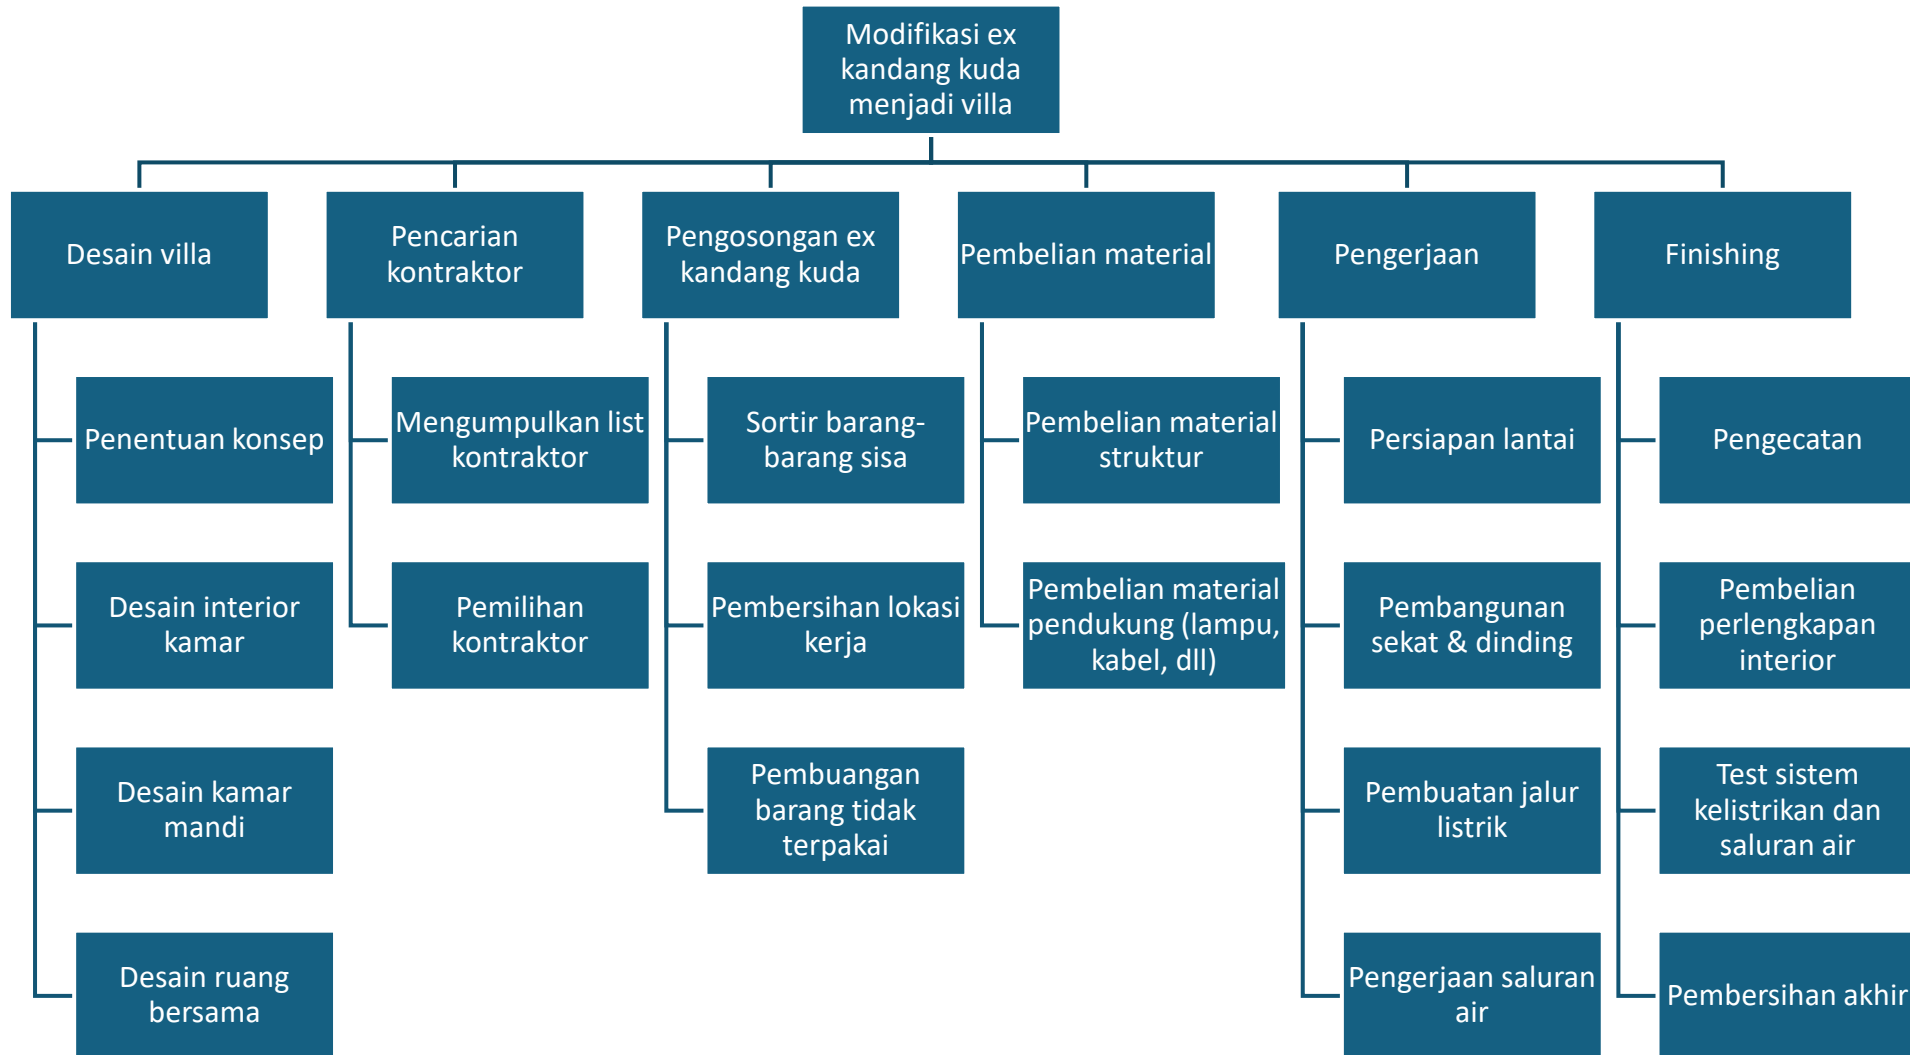 Modifikasi ex
kandang kuda
menjadi villa
Desain villa
Pencarian
kontraktor
Pengosongan ex
kandang kuda
Pembelian material
Pengerjaan
Finishing
Penentuan konsep
Desain interior
kamar
Desain kamar
mandi
Desain ruang
bersama
Mengumpulkan list
kontraktor
Pemilihan
kontraktor
Sortir barang-
barang sisa
Pembersihan lokasi
kerja
Pembuangan
barang tidak
terpakai
Pembelian material
struktur
Pembelian material
pendukung (lampu,
kabel, dll)
Persiapan lantai
Pembangunan
sekat & dinding
Pembuatan jalur
listrik
Pengerjaan saluran
air
Pengecatan
Pembelian
perlengkapan
interior
Test sistem
kelistrikan dan
saluran air
Pembersihan akhir